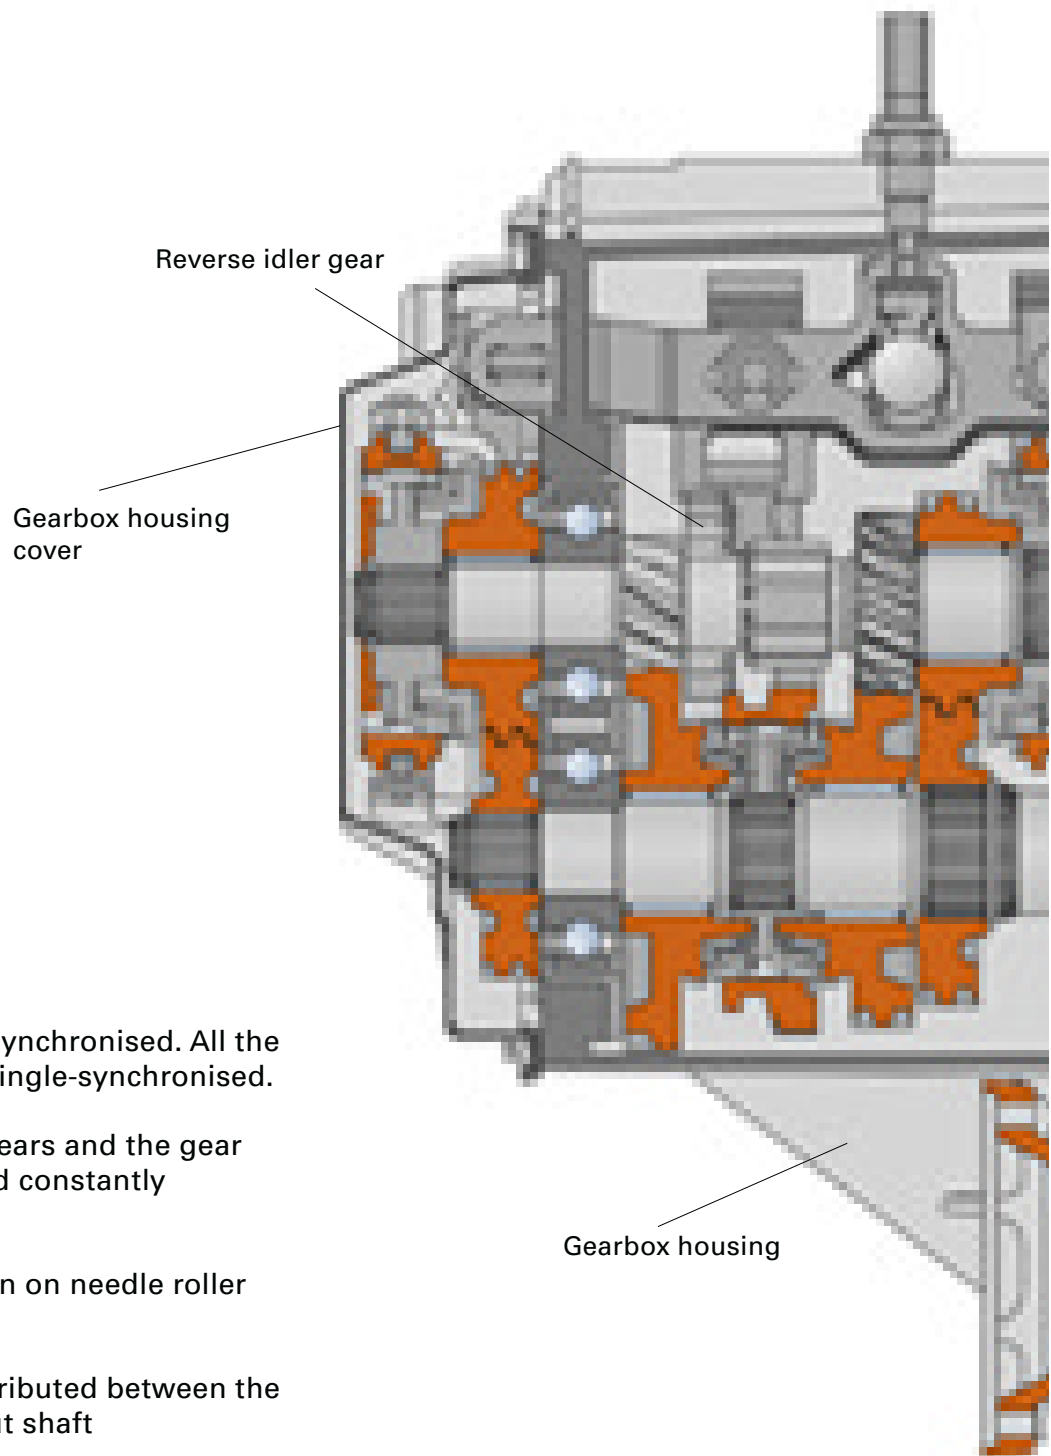 Reverse idler gear
Gearbox housing
cover
ynchronised. All the
ingle-synchronised.
ears and the gear
d constantly
Gearbox housing
n on needle roller
ributed between the
ut shaft